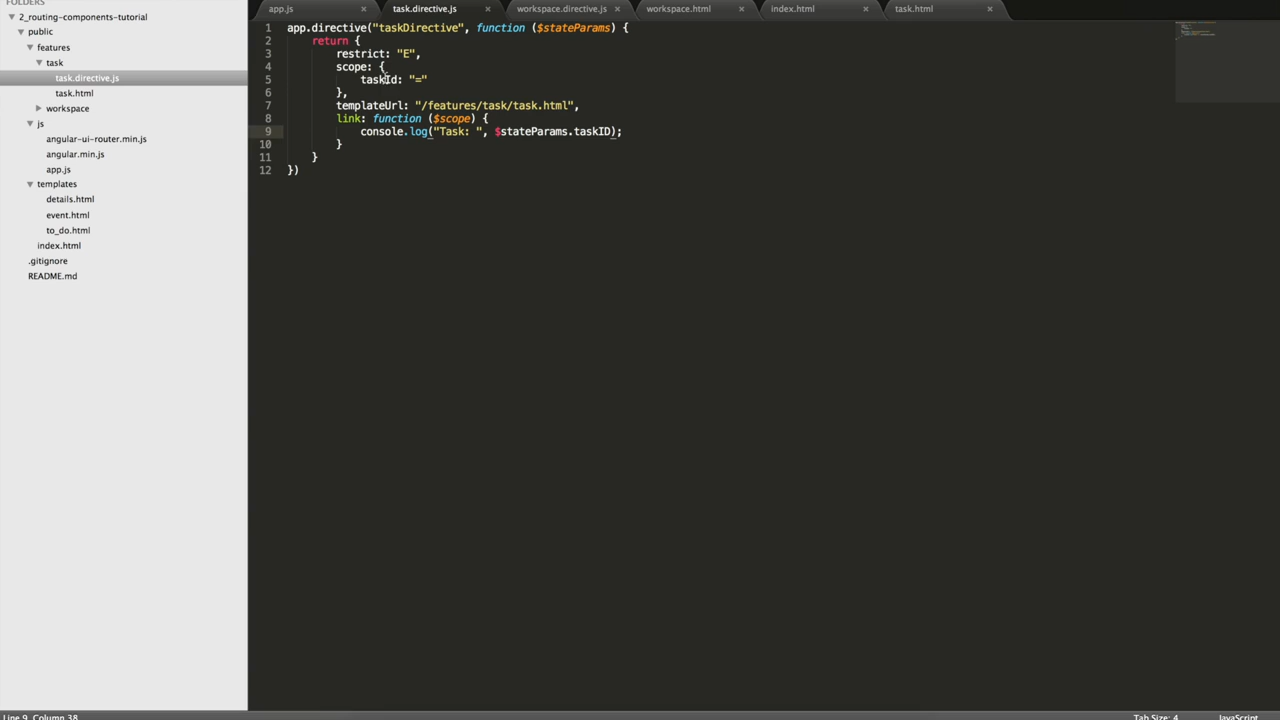 FOLDERS
2_routing-components-tutorial
public
features
task
task.directive.js
task.html
workspace
js
angular-ui-router.min.js
angular.min.js
app.js
templates
details.html
event.html
to_do.html
index.html
.gitignore
README.md
app.js × task.directive.js × workspace.directive.js × workspace.html × index.html × task.html ×
1 app.directive("taskDirective", function ($stateParams) {
2 return {
3 restrict: "E",
4 scope: {
5 taskId: "="
6 },
7 templateUrl: "/features/task/task.html",
8 link: function ($scope) {
9 console.log("Task: ", $stateParams.taskID);
10 }
11 }
12 })
Line 9, Column 38 Tab Size: 4 JavaScript